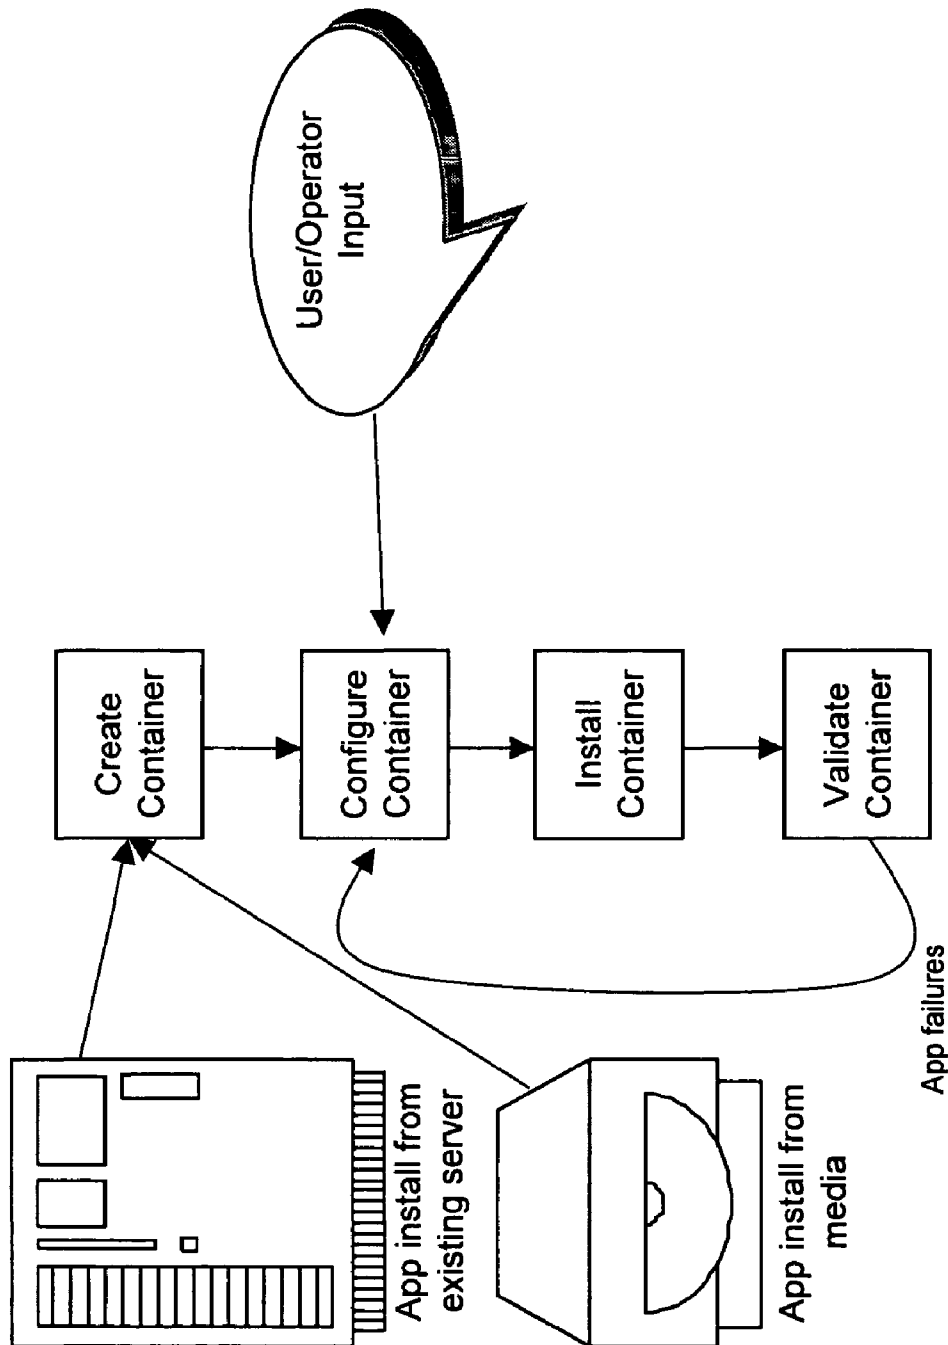 User/Operator
Input
Create
Container
Configure
Container
Install
Container
Validate
Container
App install from
existing server
App install from
media
App failures